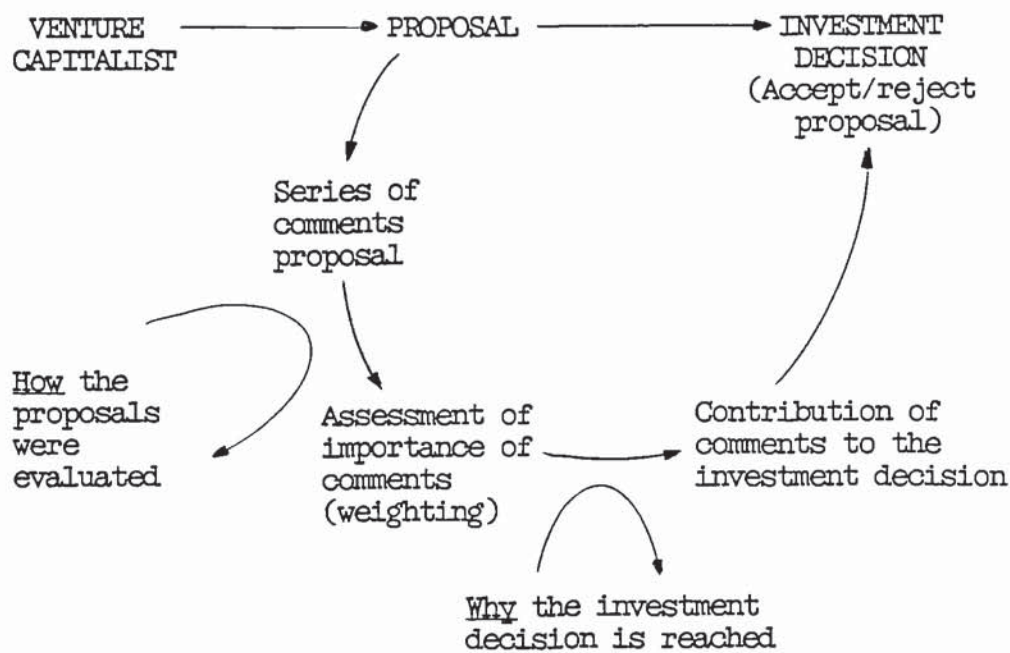 VENTURE
CAPITALIST
PROPOSAL
INVESTMENT
DECISION
(Accept/reject
proposal)
Series of
comments
proposal
How the
proposals
were
evaluated
Assessment of
importance of
comments
(weighting)
Contribution of
comments to the
investment decision
Why the investment
decision is reached